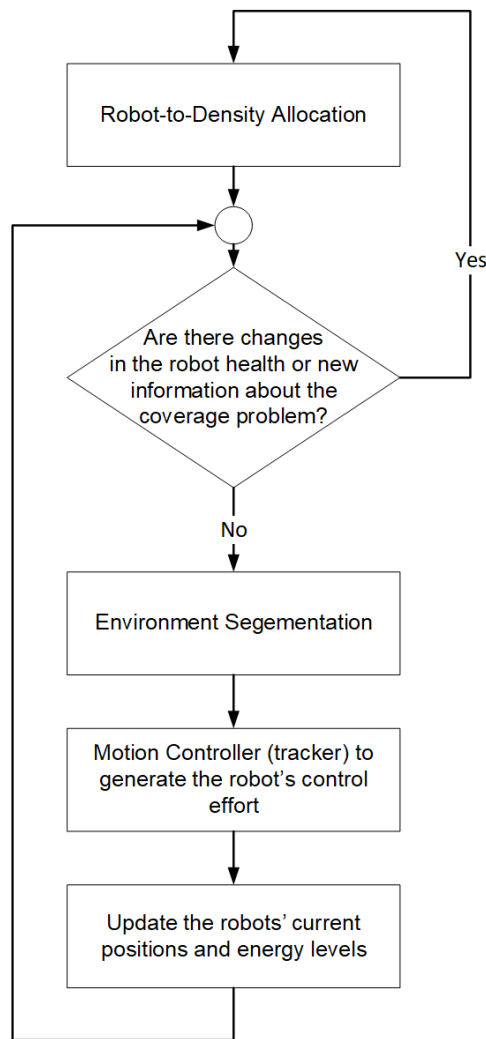 Robot-to-Density Allocation
Yes
Are there changes
in the robot health or new
information about the
coverage problem?
No
Environment Segementation
Motion Controller (tracker) to
generate the robot's control
effort
Update the robots' current
positions and energy levels